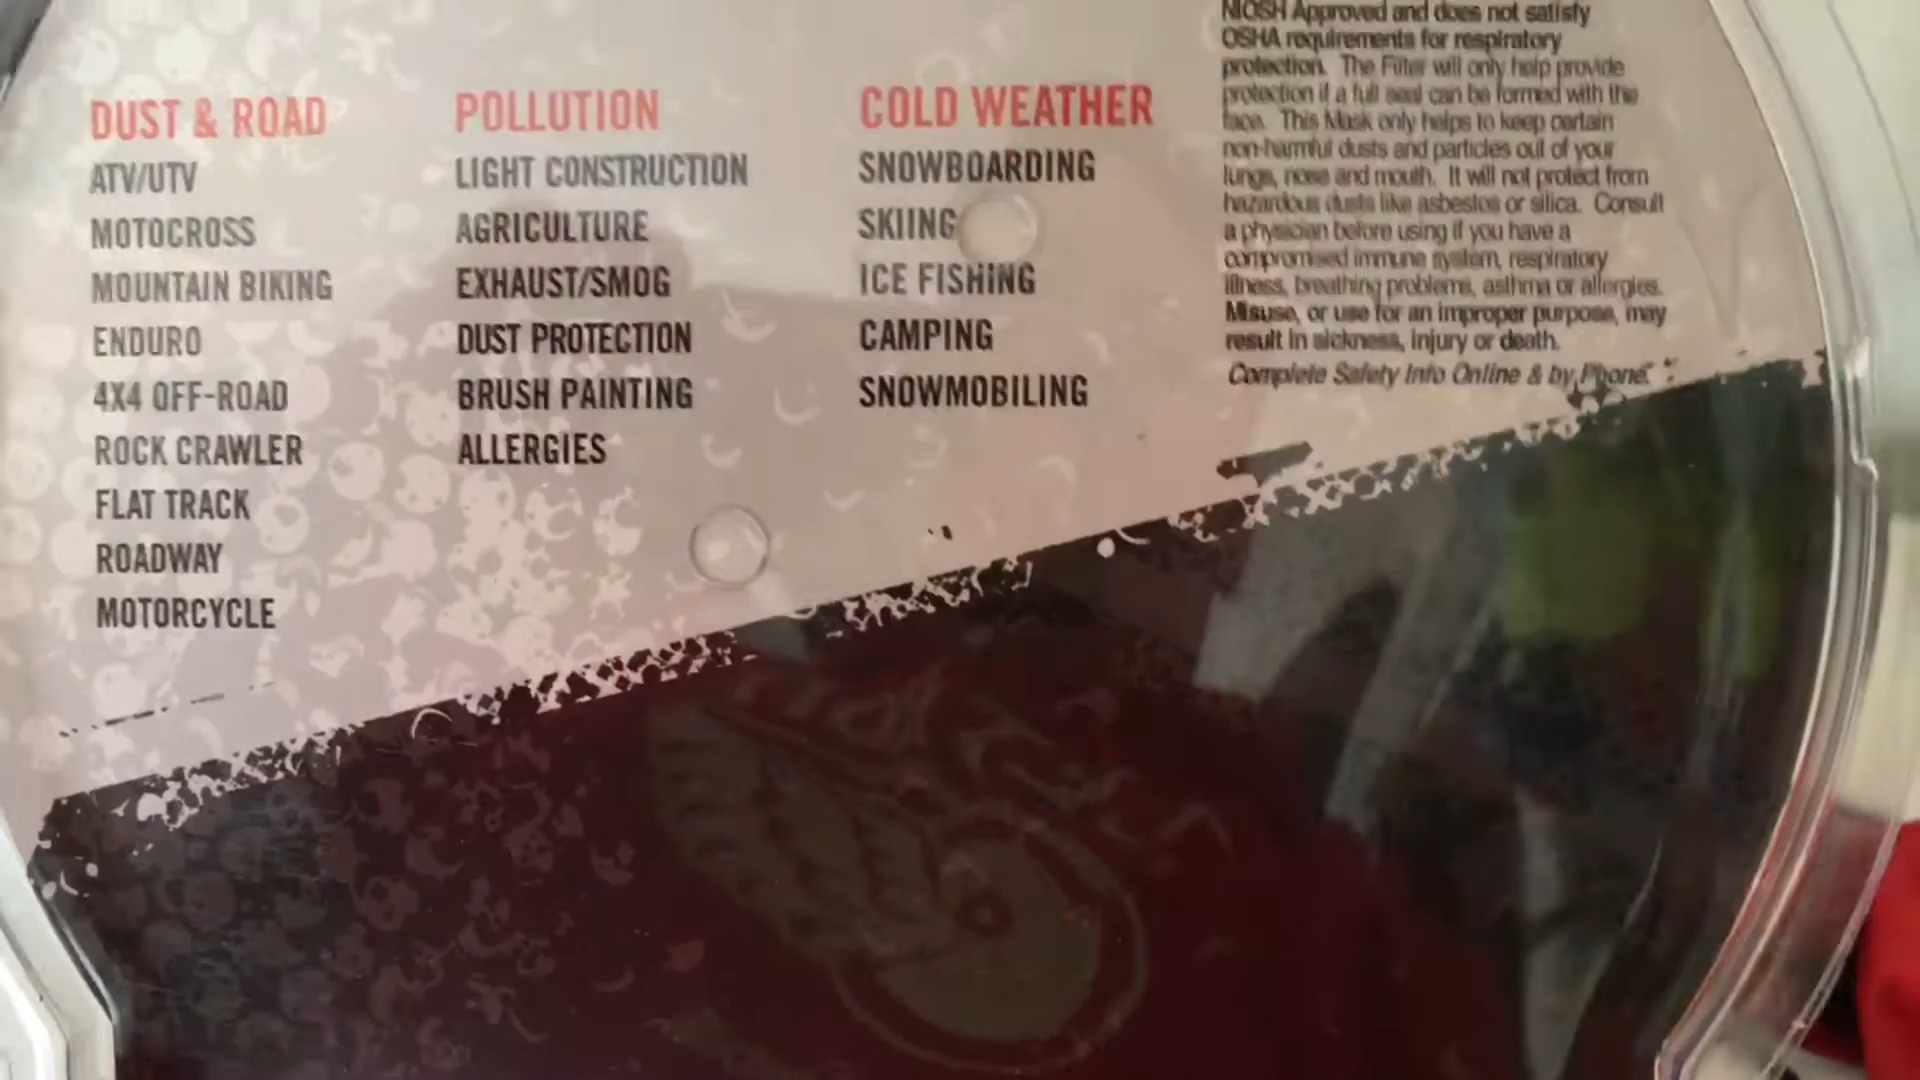 DUST & ROAD
ATV/UTV
MOTOCROSS
MOUNTAIN BIKING
ENDURO
4X4 OFF-ROAD
ROCK CRAWLER
FLAT TRACK
ROADWAY
MOTORCYCLE
POLLUTION
LIGHT CONSTRUCTION
AGRICULTURE
EXHAUST/SMOG
DUST PROTECTION
BRUSH PAINTING
ALLERGIES
COLD WEATHER
SNOWBOARDING
SKIING
ICE FISHING
CAMPING
SNOWMOBILING
NIOSH Approved and does not satisfy
OSHA requirements for respiratory
protection. The Filter will only help provide
protection if a full seal can be formed with the
face. This Mask only helps to keep certain
non-harmful dusts and particles out of your
lungs, nose and mouth. It will not protect from
hazardous dusts like asbestos or silica. Consult
a physician before using if you have a
compromised immune system, respiratory
illness, breathing problems, asthma or allergies.
Misuse, or use for an improper purpose, may
result in sickness, injury or death.
Complete Safety Info Online & by Phone.